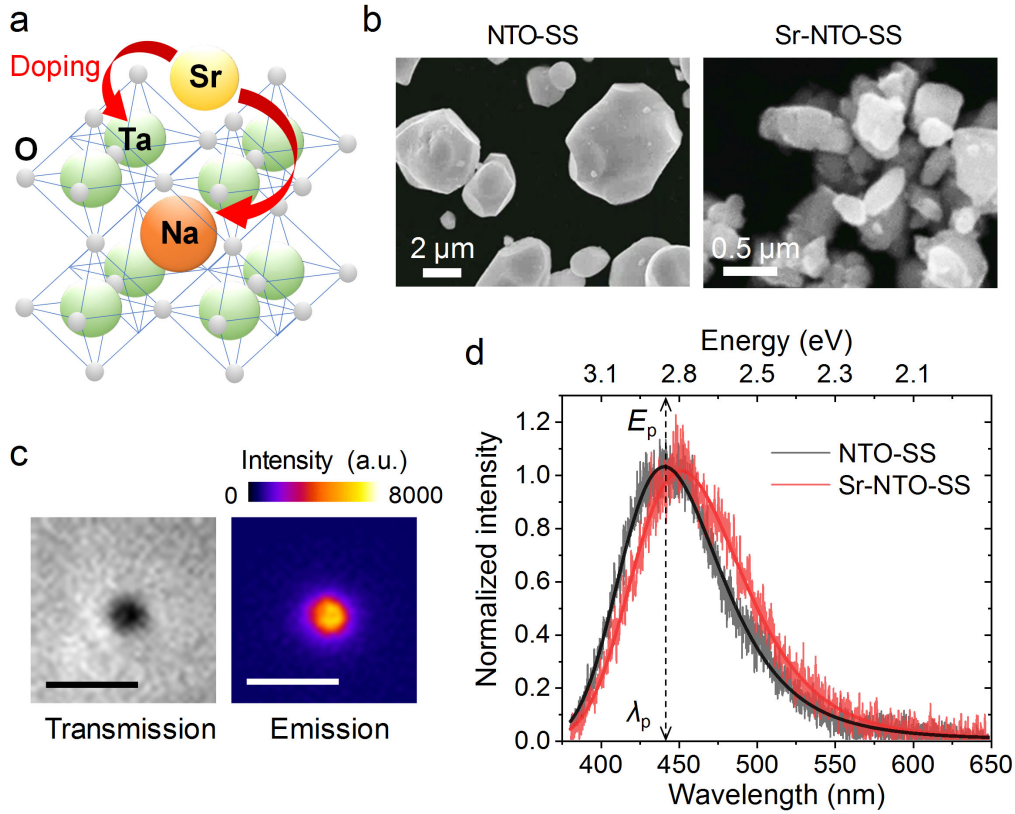 a
Doping
Sr
Ta
O
Na
b
NTO-SS
Sr-NTO-SS
2 μm
0.5 μm
c
Intensity (a.u.)
0
8000
Transmission
Emission
d
Energy (eV)
3.1 2.8 2.5 2.3 2.1
Normalized intensity
1.2
1.0
0.8
0.6
0.4
0.2
0.0
Ep
λp
NTO-SS
Sr-NTO-SS
400 450 500 550 600 650
Wavelength (nm)